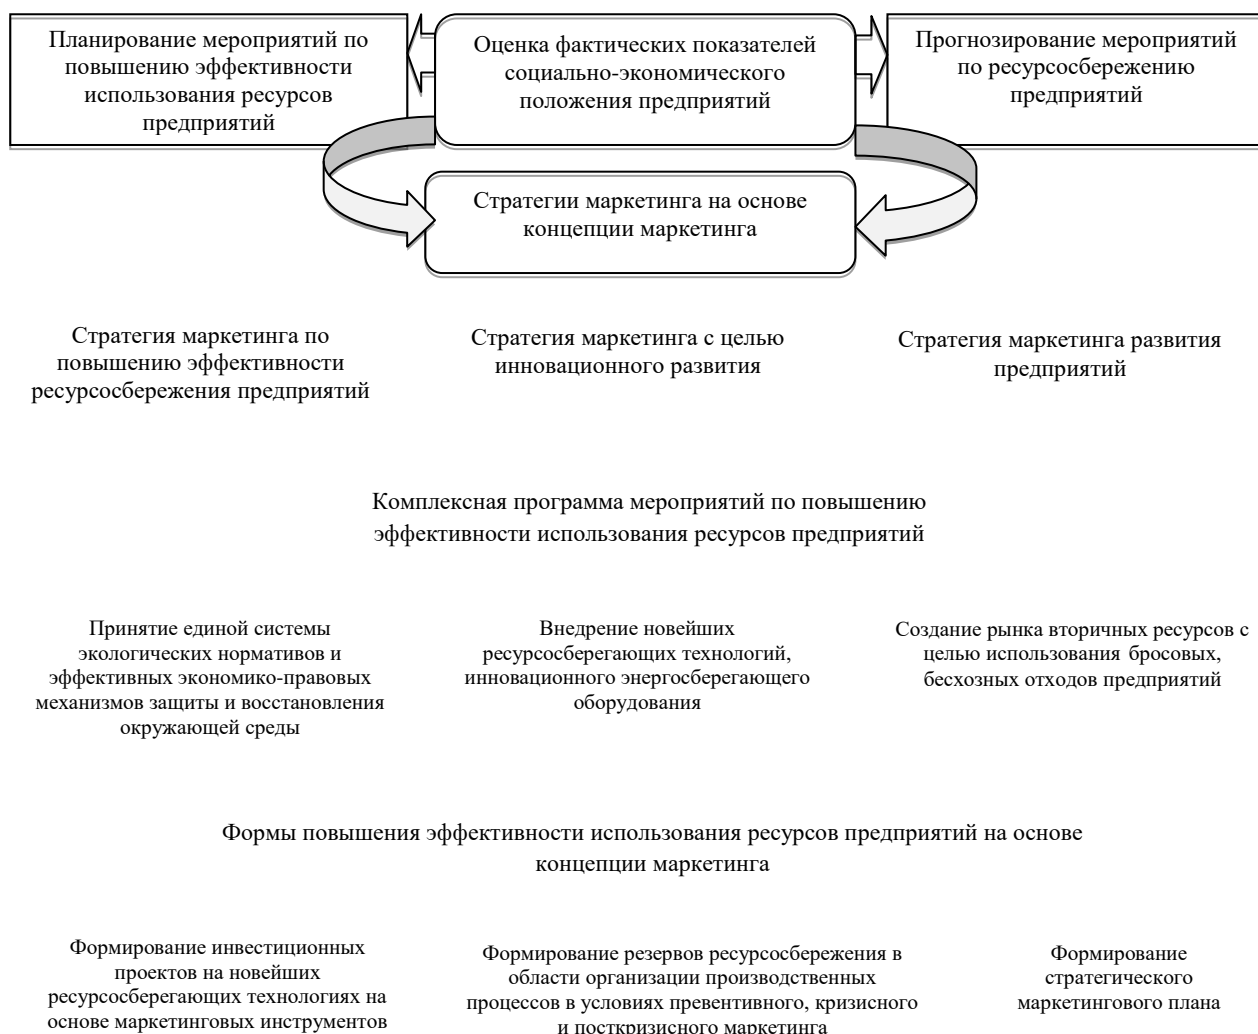 Планирование мероприятий по
повышению эффективности
использования ресурсов
предприятий
Оценка фактических показателей
социально-экономического
положения предприятий
Прогнозирование мероприятий
по ресурсосбережению
предприятий
Стратегии маркетинга на основе
концепции маркетинга
Стратегия маркетинга по
повышению эффективности
ресурсосбережения предприятий
Стратегия маркетинга с целью
инновационного развития
Стратегия маркетинга развития
предприятий
Комплексная программа мероприятий по повышению
эффективности использования ресурсов предприятий
Принятие единой системы
экологических нормативов и
эффективных экономико-правовых
механизмов защиты и восстановления
окружающей среды
Внедрение новейших
ресурсосберегающих технологий,
инновационного энергосберегающего
оборудования
Создание рынка вторичных ресурсов с
целью использования бросовых,
бесхозных отходов предприятий
Формы повышения эффективности использования ресурсов предприятий на основе
концепции маркетинга
Формирование инвестиционных
проектов на новейших
ресурсосберегающих технологиях на
основе маркетинговых инструментов
Формирование резервов ресурсосбережения в
области организации производственных
процессов в условиях превентивного, кризисного
и посткризисного маркетинга
Формирование
стратегического
маркетингового плана